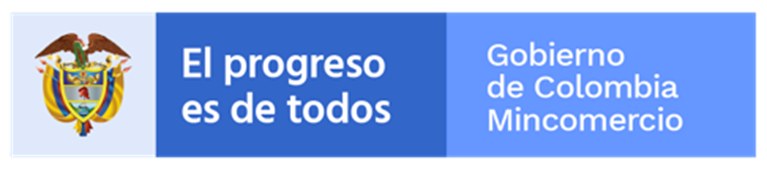 El progreso
es de todos
Gobierno
de Colombia
Mincomercio